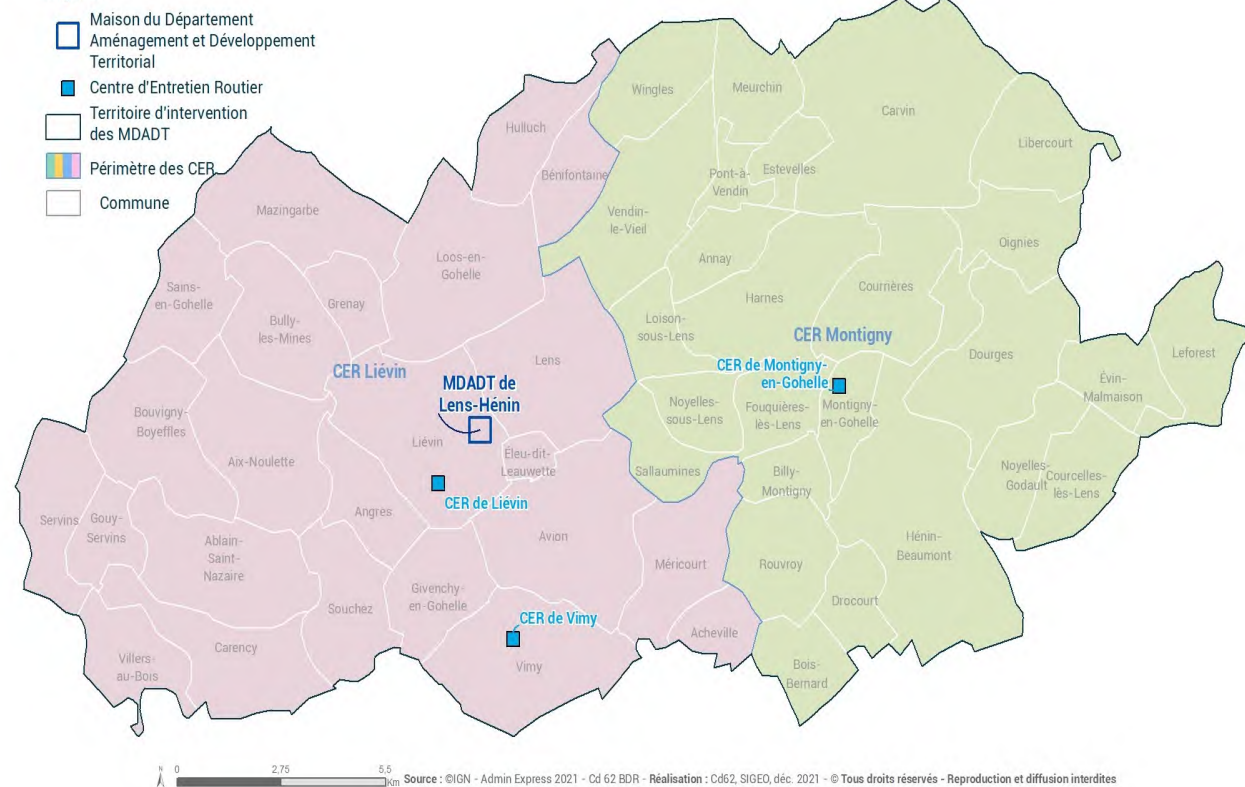 Maison du Département
Aménagement et Développement
Territorial
Centre d'Entretien Routier
Territoire d'intervention
des MDADT
Périmètre des CER
Commune
Wingles
Meurchin
Carvin
Libercourt
Hulluch
Bénifontaine
Pont-à-
Vendin
Estevelles
Mazingarbe
Vendin-
le-Vieil
Oignies
Loos-en-
Gohelle
Annay
Sains-
en-Gohelle
Grenay
Harnes
Courrières
Bully-
les-Mines
Loison-
sous-Lens
CER Montigny
Lens
Dourges
Leforest
CER Liévin
CER de Montigny-
en-Gohelle
MDADT de
Lens-Hénin
Évin-
Malmaison
Bouvigny-
Boyeffles
Noyelles-
sous-Lens
Fouquières-
lès-Lens
Montigny-
en-Gohelle
Liévin
Éleu-dit-
Leauwette
Aix-Noulette
Sallaumines
Billy-
Montigny
Noyelles-
Godault
Courcelles-
lès-Lens
CER de Liévin
Angres
Servins
Gouy-
Servins
Ablain-
Saint-
Nazaire
Avion
Hénin-
Beaumont
Méricourt
Rouvroy
Givenchy-
en-Gohelle
Souchez
Drocourt
CER de Vimy
Acheville
Carency
Villers-
au-Bois
Vimy
Bois-
Bernard
N
0 2,75 5,5
Km
Source : ©IGN - Admin Express 2021 - Cd 62 BDR - Réalisation : Cd62, SIGEO, déc. 2021 - © Tous droits réservés - Reproduction et diffusion interdites